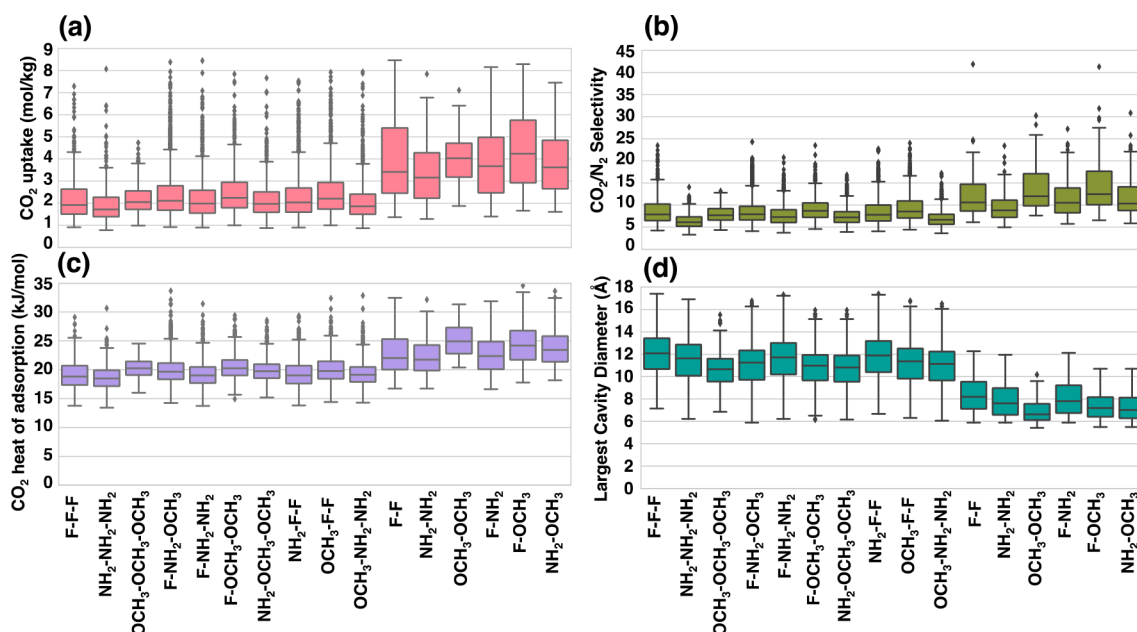 (a)
CO₂ uptake (mol/kg)
9
8
7
6
5
4
3
2
1
0
(b)
CO₂/N₂ Selectivity
45
40
35
30
25
20
15
10
5
0
(c)
CO₂ heat of adsorption (kJ/mol)
35
30
25
20
15
10
5
0
F-F-F
NH₂-NH₂-NH₂
OCH₃-OCH₃-OCH₃
F-NH₂-OCH₃
F-NH₂-NH₂
F-OCH₃-OCH₃
NH₂-OCH₃-OCH₃
NH₂-F-F
OCH₃-F-F
OCH₃-NH₂-NH₂
F-F
NH₂-NH₂
OCH₃-OCH₃
F-NH₂
F-OCH₃
NH₂-OCH₃
(d)
Largest Cavity Diameter (Å)
18
16
14
12
10
8
6
4
2
0
F-F-F
NH₂-NH₂-NH₂
OCH₃-OCH₃-OCH₃
F-NH₂-OCH₃
F-NH₂-NH₂
F-OCH₃-OCH₃
NH₂-OCH₃-OCH₃
NH₂-F-F
OCH₃-F-F
OCH₃-NH₂-NH₂
F-F
NH₂-NH₂
OCH₃-OCH₃
F-NH₂
F-OCH₃
NH₂-OCH₃